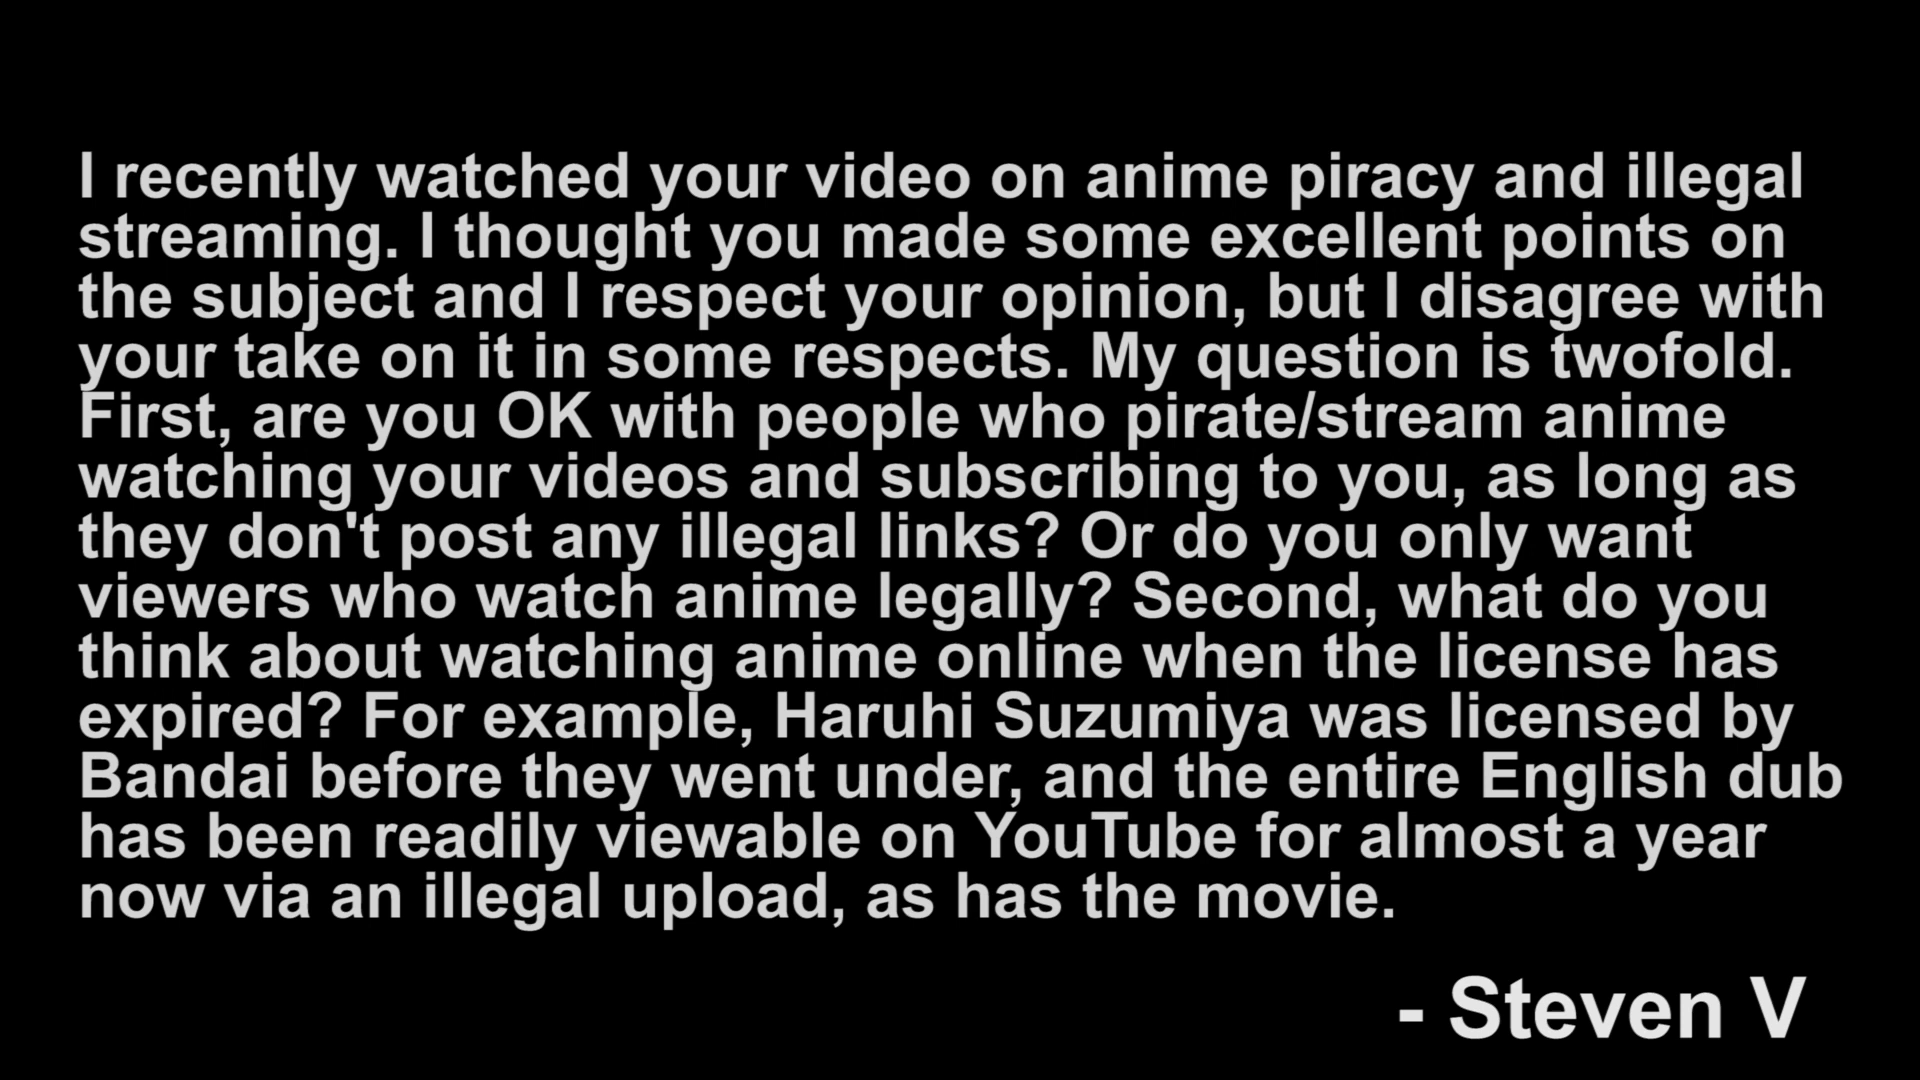 I recently watched your video on anime piracy and illegal
streaming. I thought you made some excellent points on
the subject and I respect your opinion, but I disagree with
your take on it in some respects. My question is twofold.
First, are you OK with people who pirate/stream anime
watching your videos and subscribing to you, as long as
they don't post any illegal links? Or do you only want
viewers who watch anime legally? Second, what do you
think about watching anime online when the license has
expired? For example, Haruhi Suzumiya was licensed by
Bandai before they went under, and the entire English dub
has been readily viewable on YouTube for almost a year
now via an illegal upload, as has the movie.
- Steven V